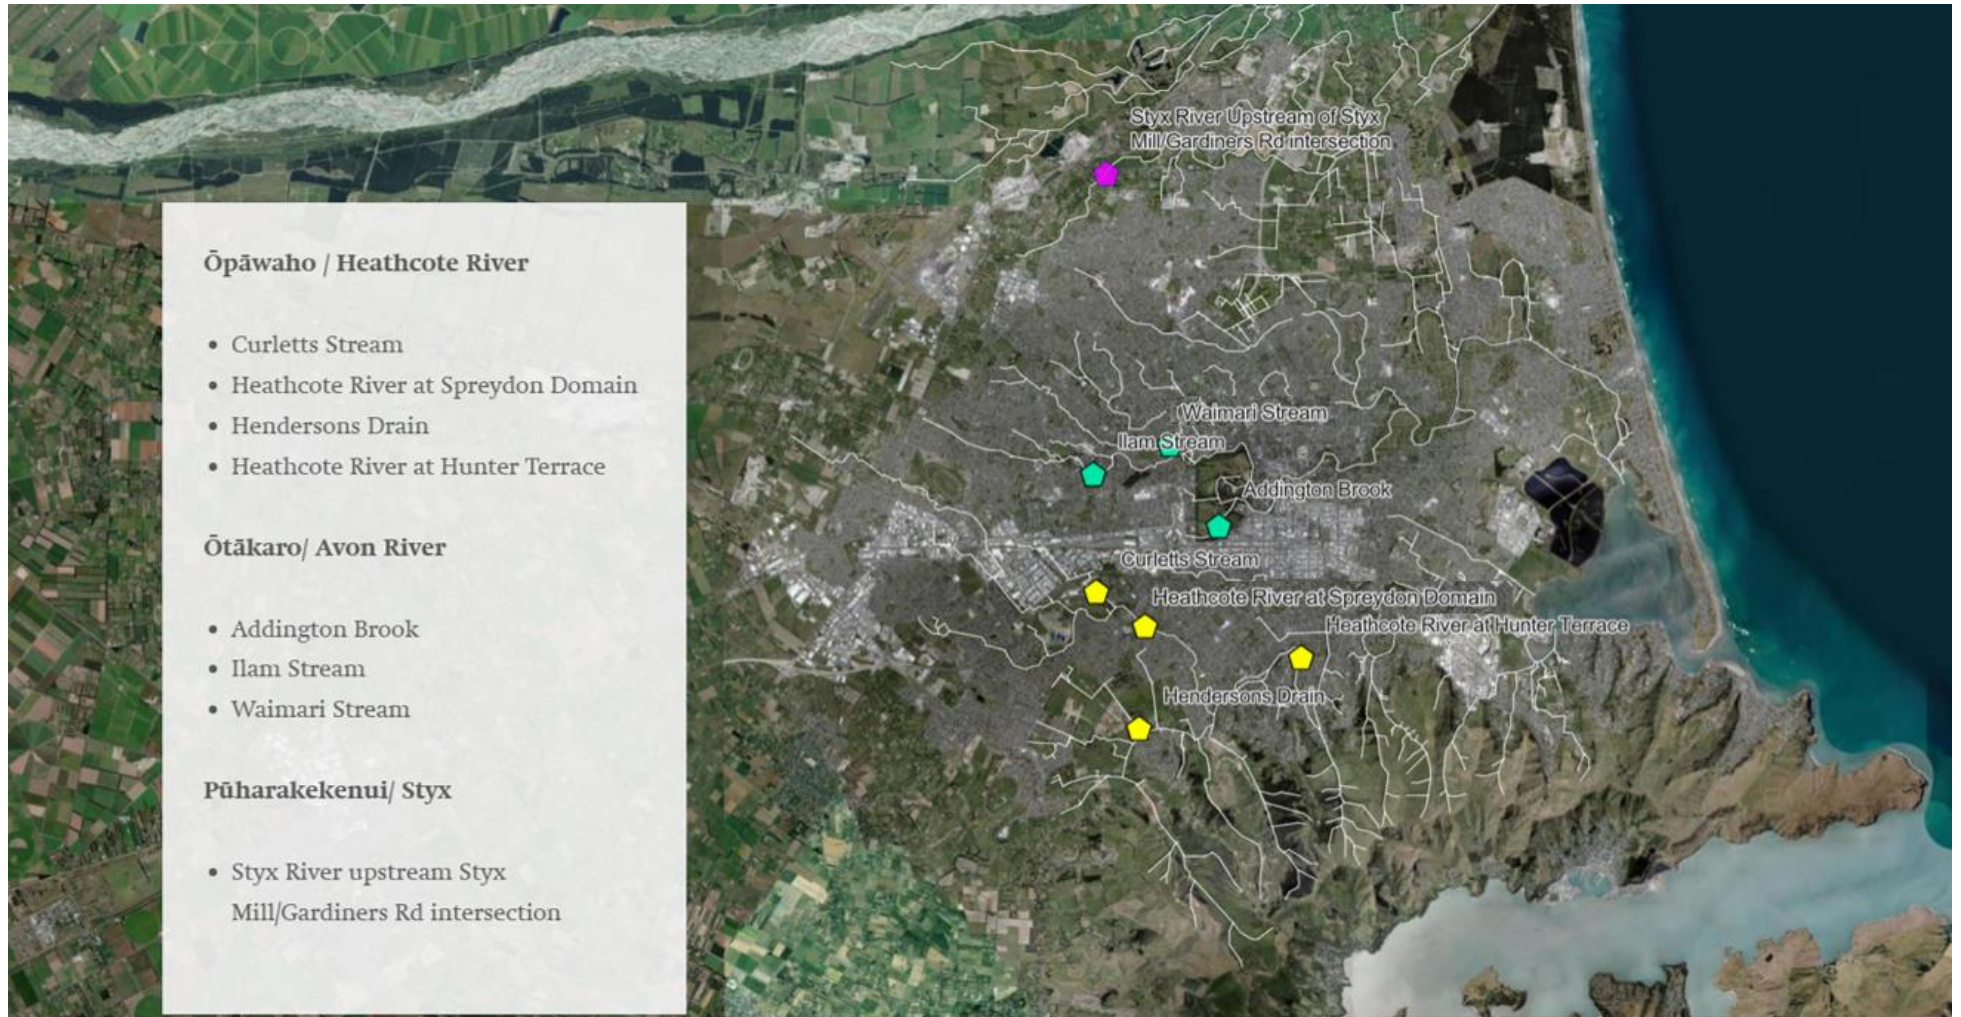 Ōpāwaho / Heathcote River
• Curletts Stream
• Heathcote River at Spreydon Domain
• Hendersons Drain
• Heathcote River at Hunter Terrace
Ōtākaro/ Avon River
• Addington Brook
• Ilam Stream
• Waimari Stream
Pūharakekenui/ Styx
• Styx River upstream Styx
Mill/Gardiners Rd intersection
Styx River Upstream of Styx
Mill/Gardiners Rd intersection
Waimari Stream
Ilam Stream
Addington Brook
Curletts Stream
Heathcote River at Spreydon Domain
Heathcote River at Hunter Terrace
Hendersons Drain